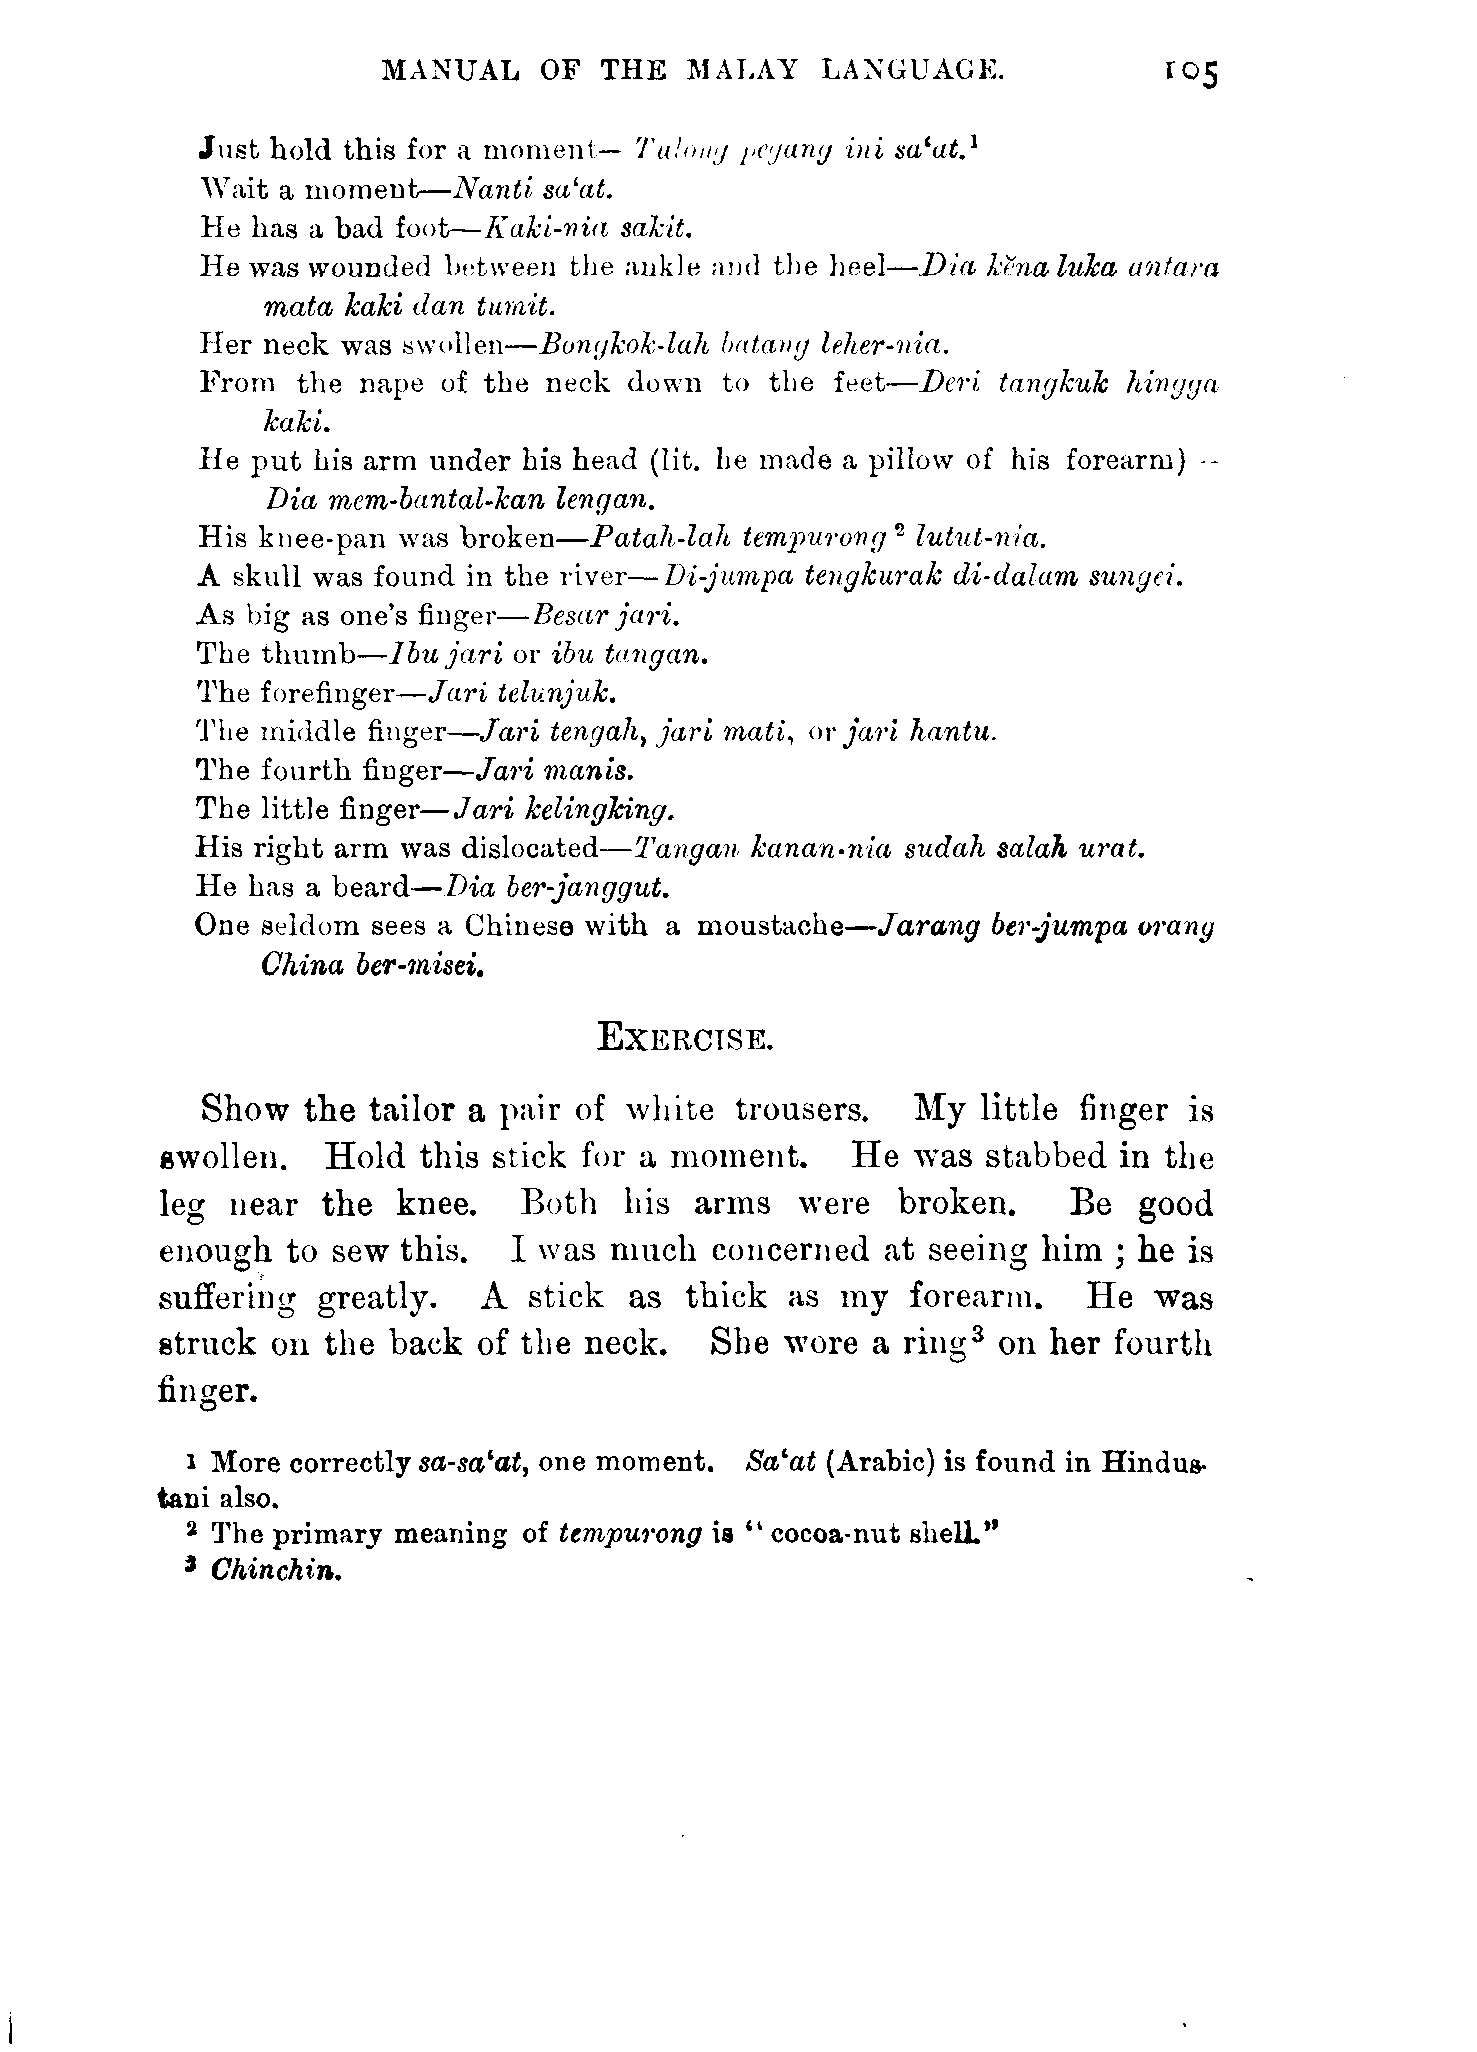 MANUAL OF THE MALAY LANGUAGE. 105
Just hold this for a moment—Tulong pegang ini sa‘at.¹
Wait a moment—Nanti sa‘at.
He has a bad foot—Kaki-nia sakit.
He was wounded between the ankle and the heel—Dia kĕna luka antara
mata kaki dan tumit.
Her neck was swollen—Bongkok-lah batang leher-nia.
From the nape of the neck down to the feet—Deri tangkuk hingga
kaki.
He put his arm under his head (lit. he made a pillow of his forearm)—
Dia mem-bantal-kan lengan.
His knee-pan was broken—Patah-lah tempurong² lutut-nia.
A skull was found in the river—Di-jumpa tengkurak di-dalam sungei.
As big as one's finger—Besar jari.
The thumb—Ibu jari or ibu tangan.
The forefinger—Jari telunjuk.
The middle finger—Jari tengah, jari mati, or jari hantu.
The fourth finger—Jari manis.
The little finger—Jari kelingking.
His right arm was dislocated—Tangan kanan-nia sudah salah urat.
He has a beard—Dia ber-janggut.
One seldom sees a Chinese with a moustache—Jarang ber-jumpa orang
China ber-misei.
EXERCISE.
Show the tailor a pair of white trousers. My little finger is
swollen. Hold this stick for a moment. He was stabbed in the
leg near the knee. Both his arms were broken. Be good
enough to sew this. I was much concerned at seeing him ; he is
suffering greatly. A stick as thick as my forearm. He was
struck on the back of the neck. She wore a ring³ on her fourth
finger.
1 More correctly sa-sa‘at, one moment. Sa‘at (Arabic) is found in Hindus-
tani also.
2 The primary meaning of tempurong is "cocoa-nut shell."
3 Chinchin.